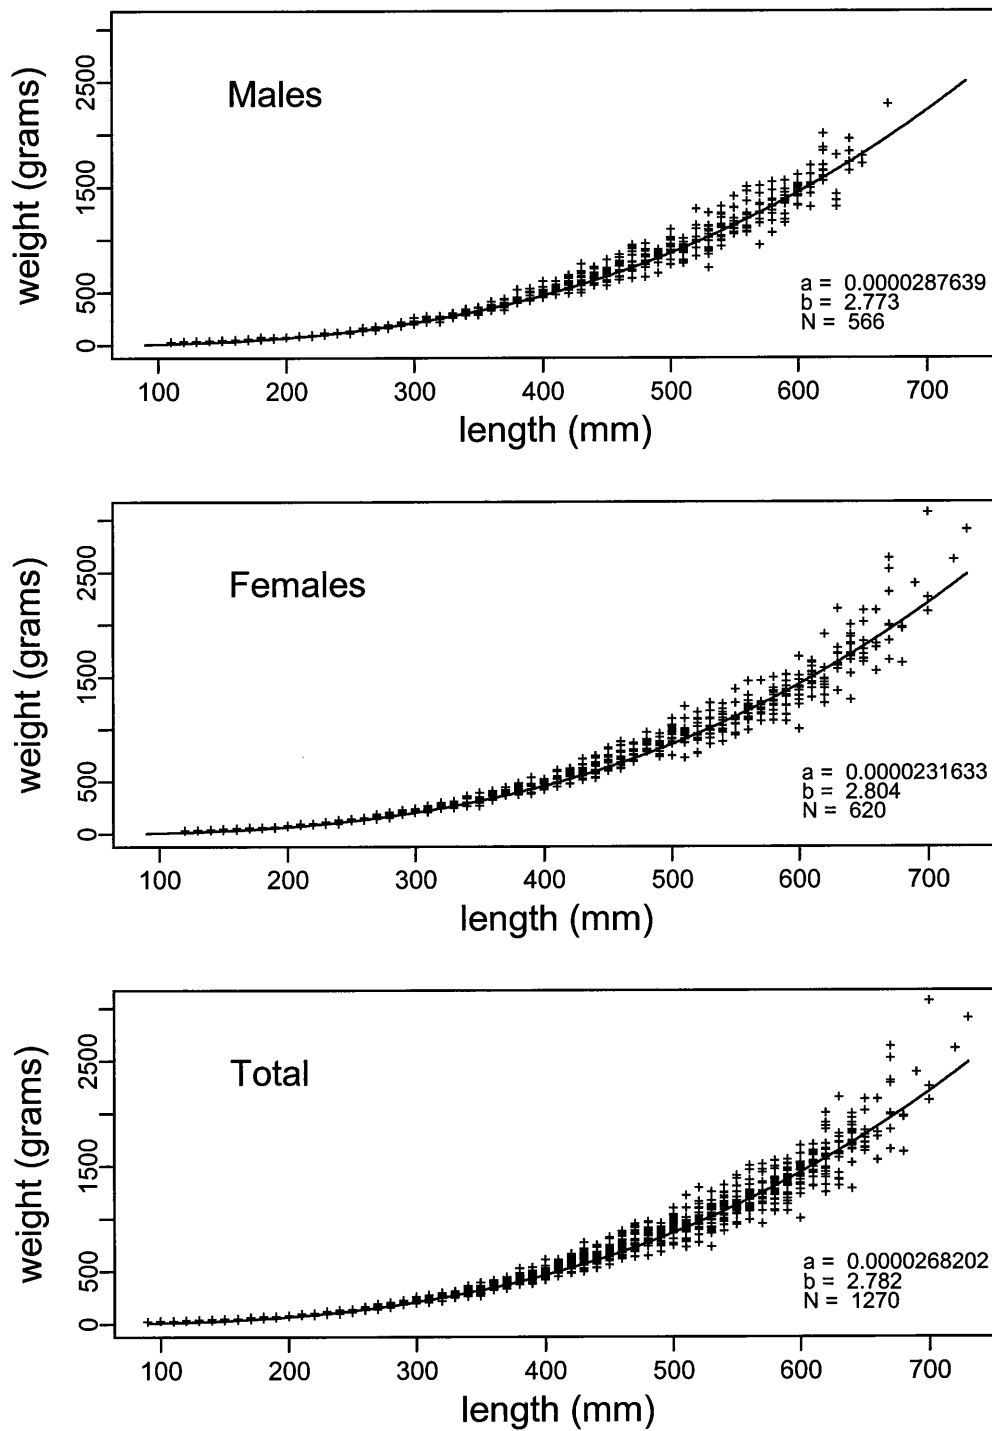 Males
weight (grams)
2500
1500
500
0
a = 0.0000287639
b = 2.773
N = 566
100 200 300 400 500 600 700
length (mm)
Females
weight (grams)
2500
1500
500
0
a = 0.0000231633
b = 2.804
N = 620
100 200 300 400 500 600 700
length (mm)
Total
weight (grams)
2500
1500
500
0
a = 0.0000268202
b = 2.782
N = 1270
100 200 300 400 500 600 700
length (mm)